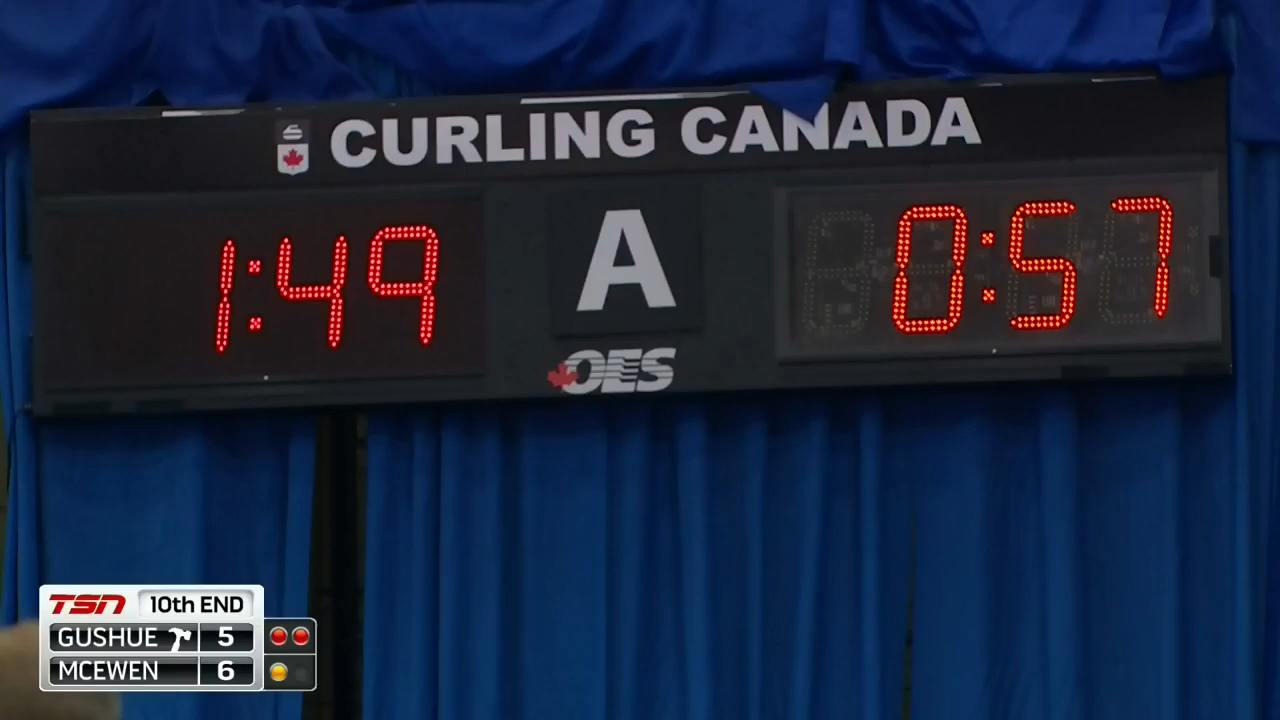 CURLING CANADA
1:49 A 0:57
OES
TSN 10th END
GUSHUE 5
MCEWEN 6